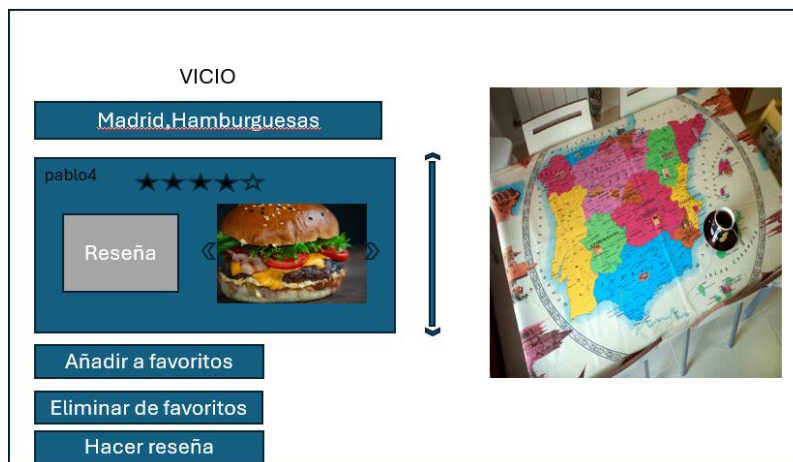 VICIO
Madrid,Hamburguesas
pablo4
Reseña
Añadir a favoritos
Eliminar de favoritos
Hacer reseña